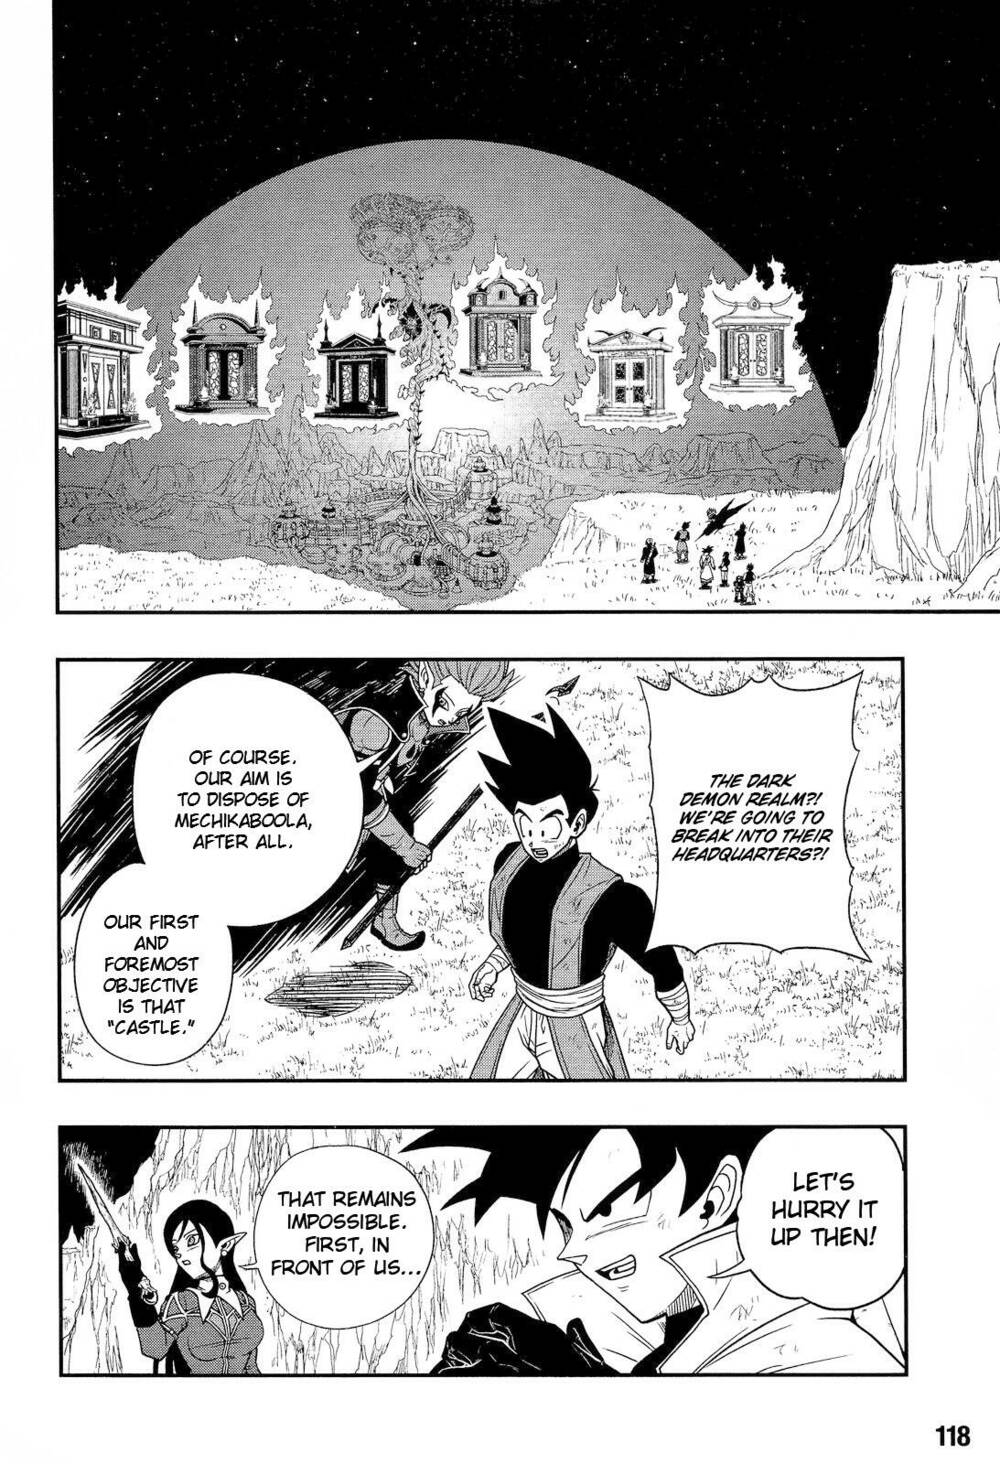 THE DARK
DEMON REALM?!
WE'RE GOING TO
BREAK INTO THEIR
HEADQUARTERS?!
OF COURSE.
OUR AIM IS
TO DISPOSE OF
MECHIKABOOLA,
AFTER ALL.
OUR FIRST
AND
FOREMOST
OBJECTIVE
IS THAT
"CASTLE."
LET'S
HURRY IT
UP THEN!
THAT REMAINS
IMPOSSIBLE.
FIRST, IN
FRONT OF US...
118